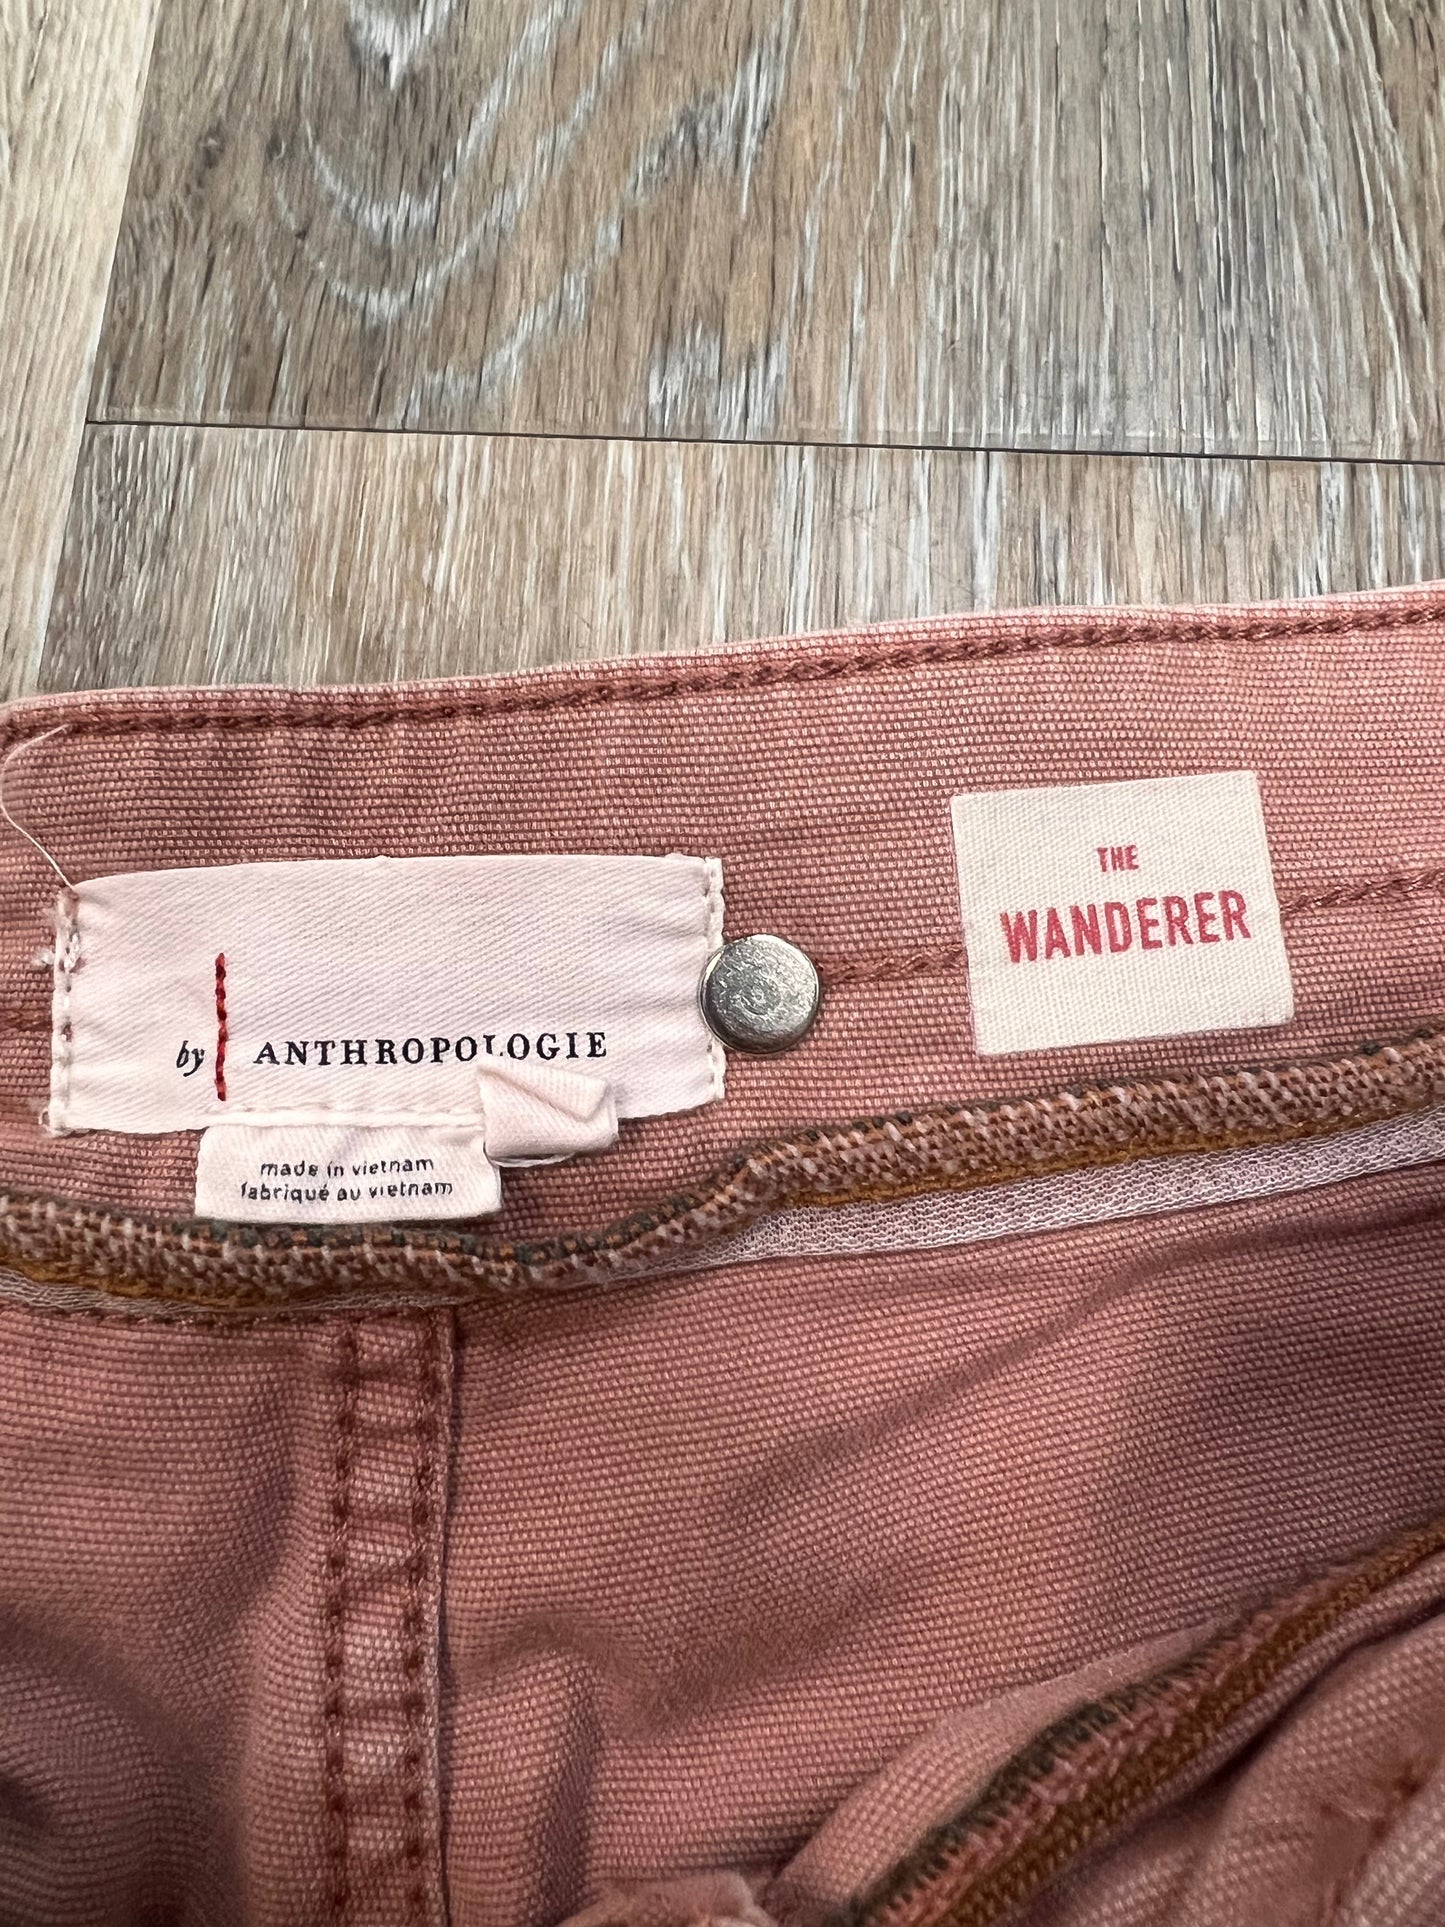 by | ANTHROPOLOGIE
made in vietnam
fabriqué au vietnam
THE
WANDERER